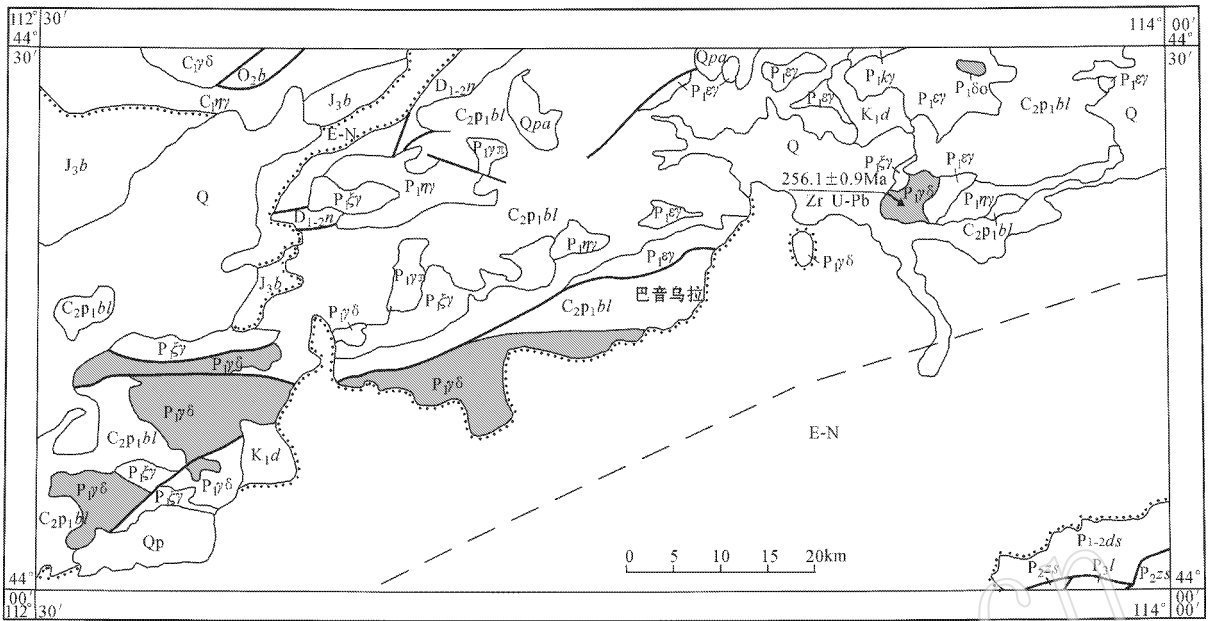 112° 30′
114° 00′
44°
44°
30′
30′
C₁γδ
O₂b
C₁ηγ
J₃b
E-N
D₁₋₂n
C₂p₁bl
Qpa
Qpa
P₁εγ
P₁εγ
P₁εγ
P₁kγ
K₁d
P₁εγ
P₁δo
C₂p₁bl
P₁εγ
Q
J₃b
Q
P₁γπ
P₁ηγ
P₁ξγ
D₁₋₂n
C₂p₁bl
Q
P₁ξγ
P₁εγ
256.1±0.9Ma
Zr U-Pb
P₁γδ
P₁ηγ
C₂p₁bl
P₁εγ
P₁ηγ
P₁εγ
P₁γδ
J₃b
P₁γπ
P₁ξγ
巴音乌拉
C₂p₁bl
C₂p₁bl
P₁γδ
P₁ξγ
P₁γδ
P₁γδ
P₁γδ
E-N
C₂p₁bl
K₁d
P₁ξγ
P₁γδ
P₁γδ
P₁ξγ
C₂p₁bl
Qp
0 5 10 15 20km
P₁₋₂ds
P₂zs
P₂l
P₂zs
44°
44°
00′
00′
112° 30′
114° 00′